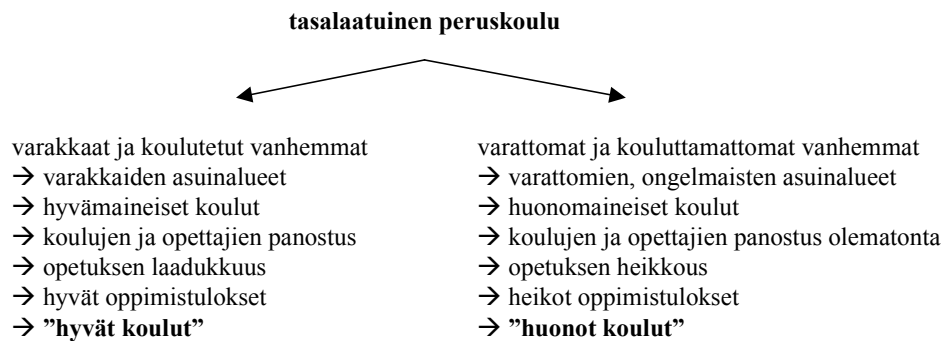 tasalaatuinen peruskoulu
varakkaat ja koulutetut vanhemmat
→ varakkaiden asuinalueet
→ hyvämaineiset koulut
→ koulujen ja opettajien panostus
→ opetuksen laadukkuus
→ hyvät oppimistulokset
→ ”hyvät koulut”
varattomat ja kouluttamattomat vanhemmat
→ varattomien, ongelmaisten asuinalueet
→ huonomaineiset koulut
→ koulujen ja opettajien panostus olematonta
→ opetuksen heikkous
→ heikot oppimistulokset
→ ”huonot koulut”